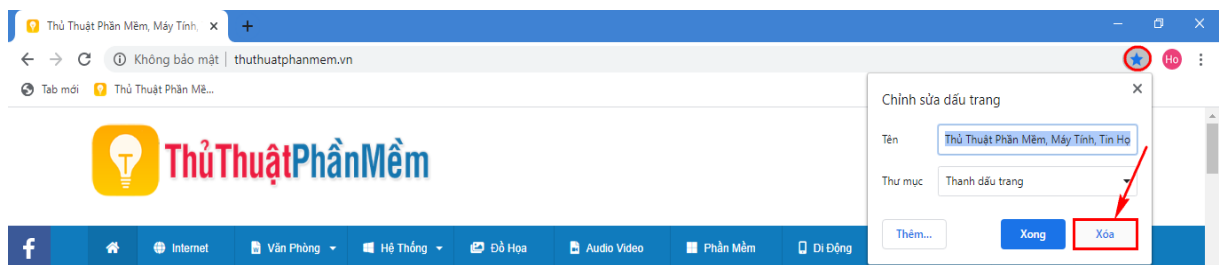 Thủ Thuật Phần Mềm, Máy Tính,
Không bảo mật | thuthuatphanmem.vn
Ho
Tab mới Thủ Thuật Phần Mề...
Chỉnh sửa dấu trang
Tên Thủ Thuật Phần Mềm, Máy Tính, Tin Họ
Thư mục Thanh dấu trang
Thêm... Xong Xóa
T ThủThuậtPhầnMềm
f Internet Văn Phòng Hệ Thống Đồ Họa Audio Video Phần Mềm Di Động